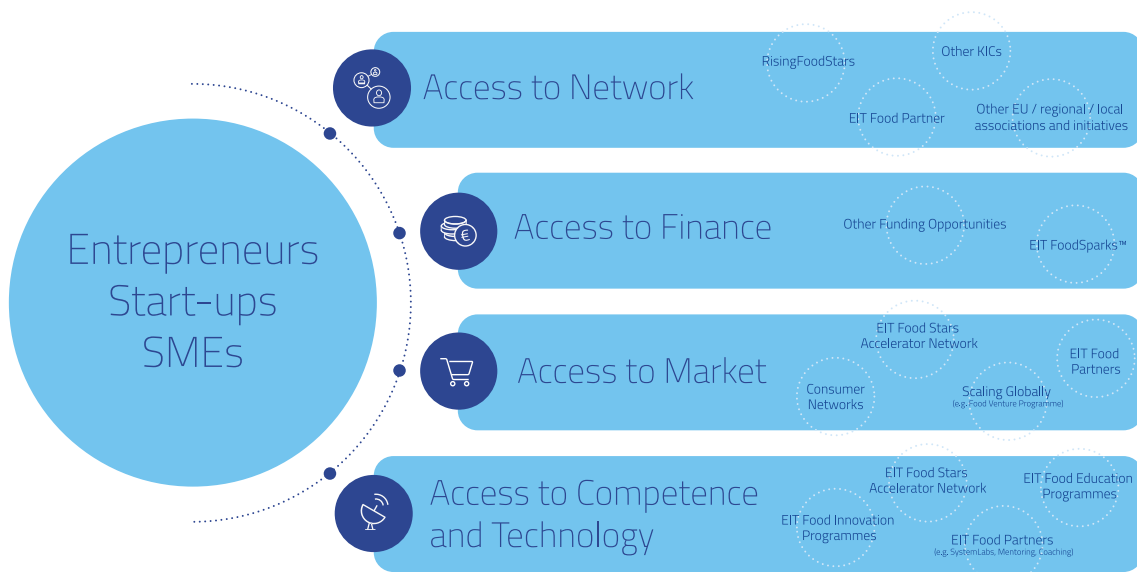 Entrepreneurs
Start-ups
SMEs
Access to Network
RisingFoodStars
Other KICs
EIT Food Partner
Other EU / regional / local
associations and initiatives
Access to Finance
€
Other Funding Opportunities
EIT FoodSparks™
Access to Market
EIT Food Stars
Accelerator Network
EIT Food
Partners
Consumer
Networks
Scaling Globally
(e.g. Food Venture Programme)
Access to Competence
and Technology
EIT Food Stars
Accelerator Network
EIT Food Education
Programmes
EIT Food Innovation
Programmes
EIT Food Partners
(e.g. SystemLabs, Mentoring, Coaching)